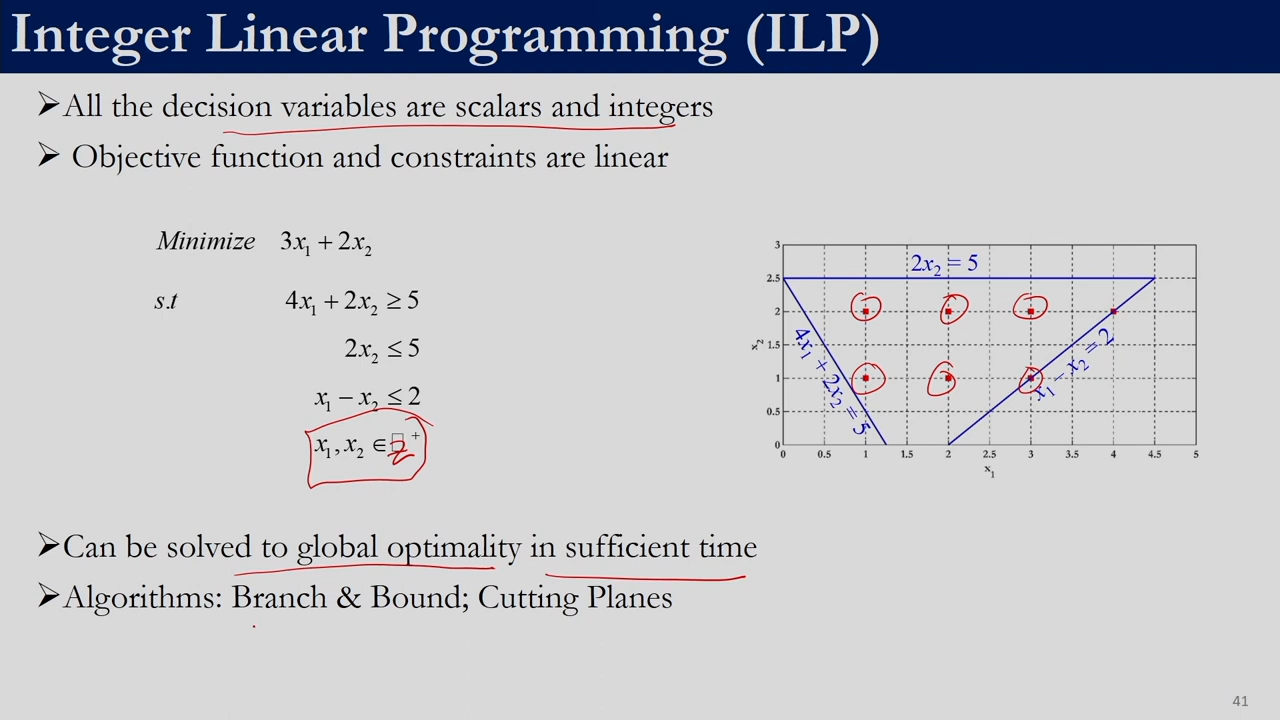 Integer Linear Programming (ILP)
➢All the decision variables are scalars and integers
➢ Objective function and constraints are linear
Minimize 3x₁ + 2x₂
s.t 4x₁ + 2x₂ ≥ 5
2x₂ ≤ 5
x₁ − x₂ ≤ 2
x₁, x₂ ∈ □⁺
Z
3
2.5
2
1.5
1
0.5
0
x₂
2x₂ = 5
4x₁ + 2x₂ = 5
x₁ − x₂ = 2
0 0.5 1 1.5 2 2.5 3 3.5 4 4.5 5
x₁
➢Can be solved to global optimality in sufficient time
➢Algorithms: Branch & Bound; Cutting Planes
41